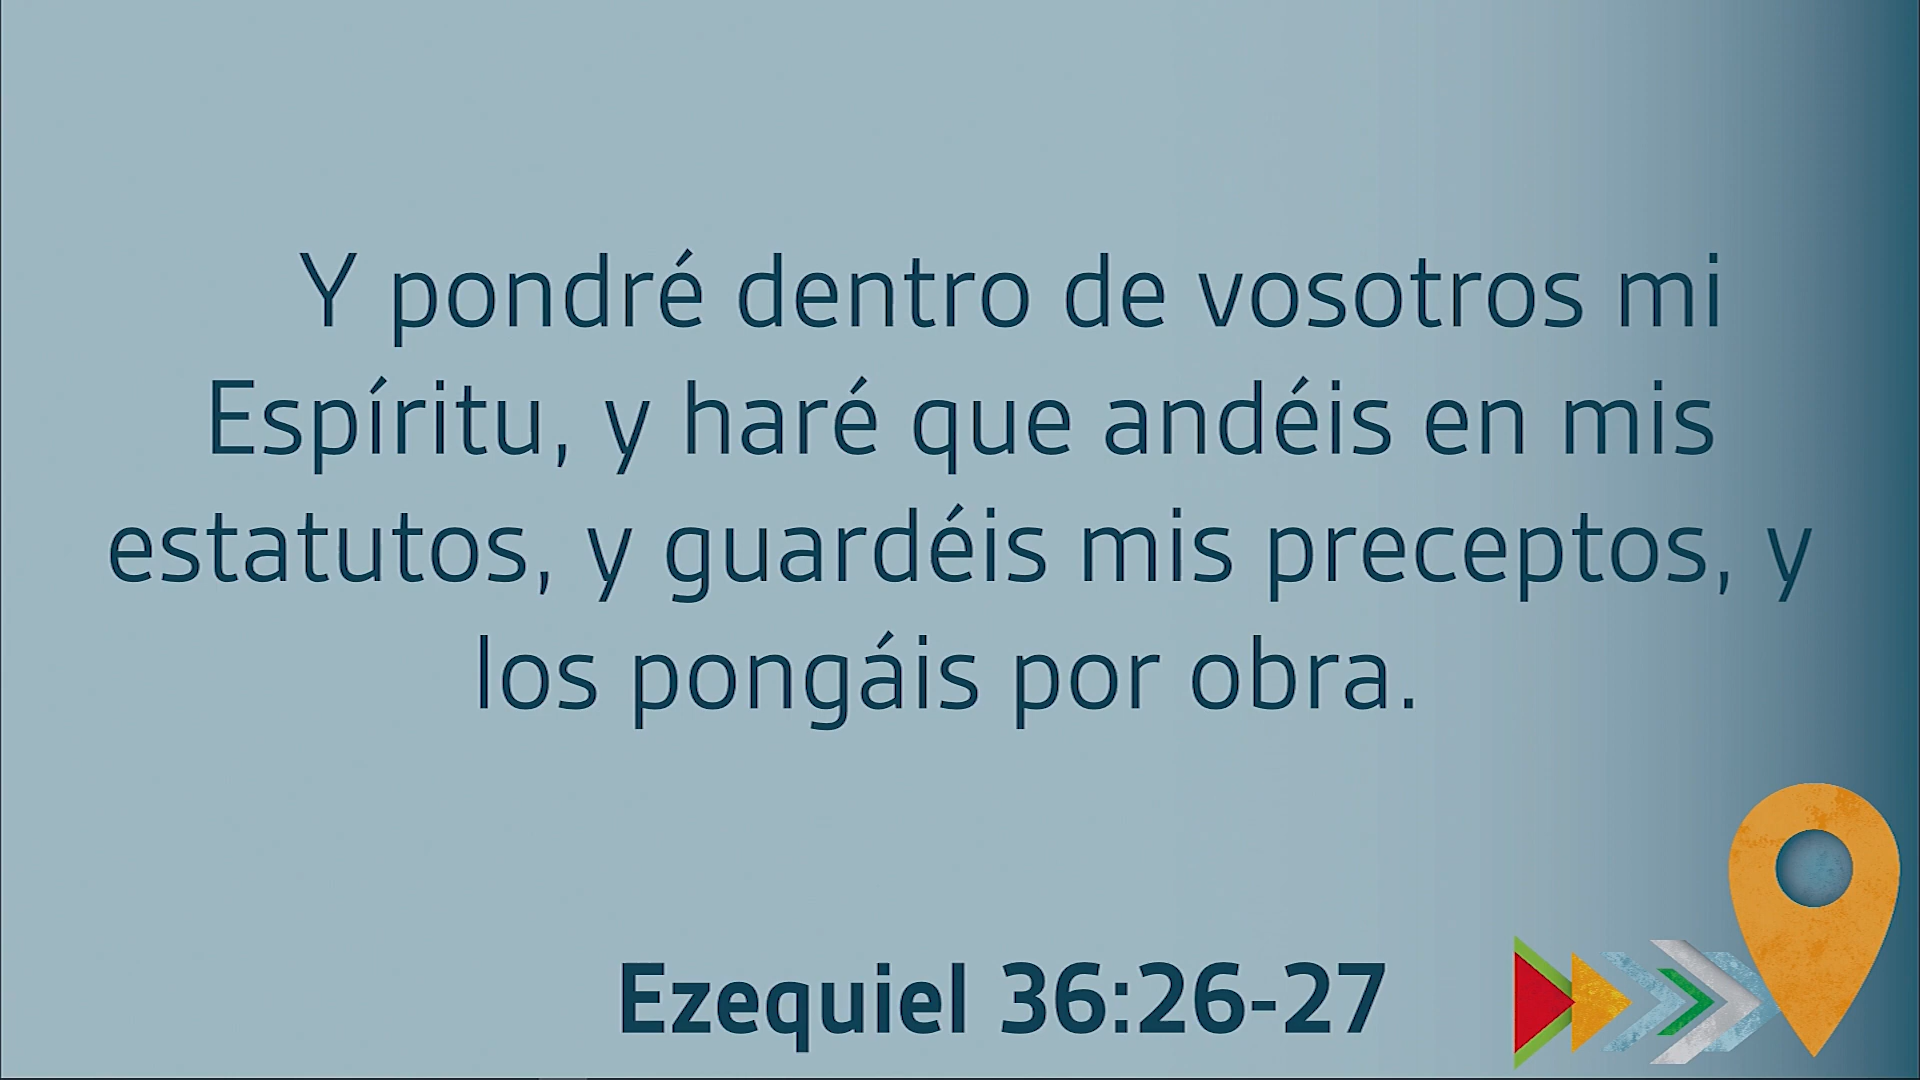 Y pondré dentro de vosotros mi
Espíritu, y haré que andéis en mis
estatutos, y guardéis mis preceptos, y
los pongáis por obra.
Ezequiel 36:26-27